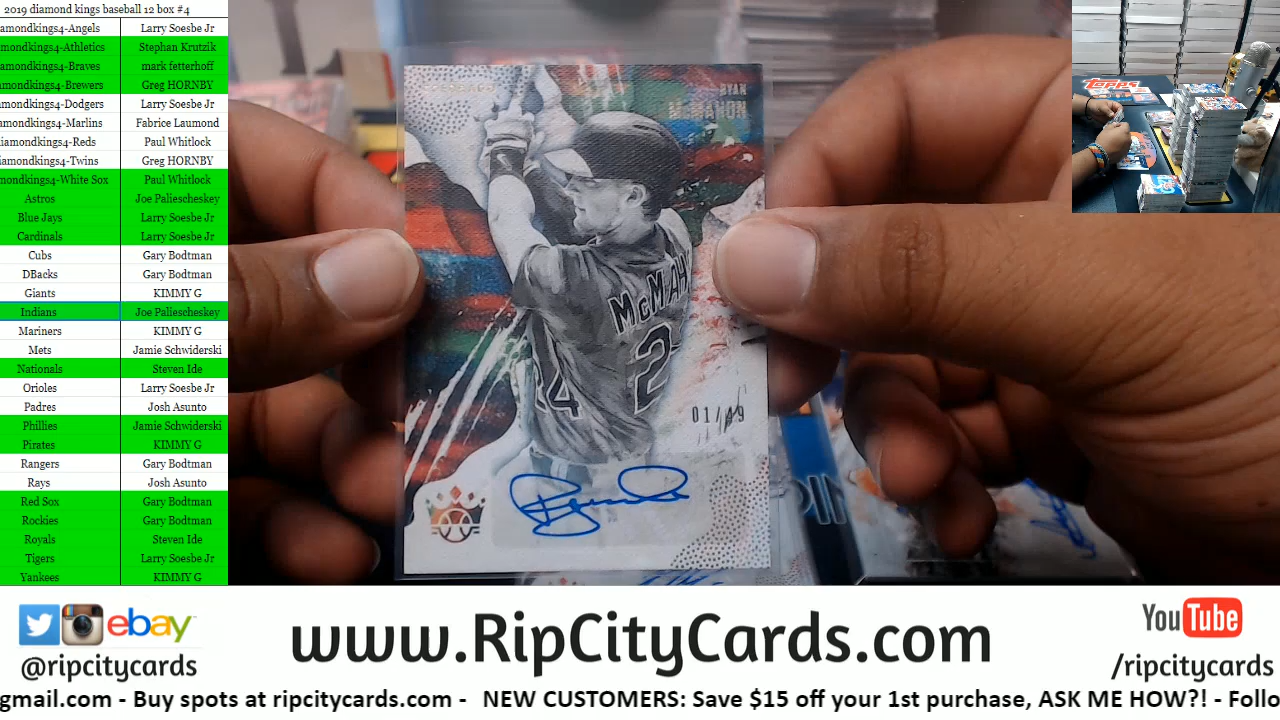 2019 diamond kings baseball 12 box #4
amondkings4-Angels Larry Soesbe Jr
mondkings4-Athletics Stephan Krutzik
amondkings4-Braves mark fetterhoff
mondkings4-Brewers Greg HORNBY
amondkings4-Dodgers Larry Soesbe Jr
amondkings4-Marlins Fabrice Laumond
iamondkings4-Reds Paul Whitlock
iamondkings4-Twins Greg HORNBY
mondkings4-White Sox Paul Whitlock
Astros Joe Paliescheskey
Blue Jays Larry Soesbe Jr
Cardinals Larry Soesbe Jr
Cubs Gary Bodtman
DBacks Gary Bodtman
Giants KIMMY G
Indians Joe Paliescheskey
Mariners KIMMY G
Mets Jamie Schwiderski
Nationals Steven Ide
Orioles Larry Soesbe Jr
Padres Josh Asunto
Phillies Jamie Schwiderski
Pirates KIMMY G
Rangers Gary Bodtman
Rays Josh Asunto
Red Sox Gary Bodtman
Rockies Gary Bodtman
Royals Steven Ide
Tigers Larry Soesbe Jr
Yankees KIMMY G
RYAN
McMAHON
McMAH
2
01/49
Topps
ebay
@ripcitycards
www.RipCityCards.com
YouTube
/ripcitycards
gmail.com - Buy spots at ripcitycards.com - NEW CUSTOMERS: Save $15 off your 1st purchase, ASK ME HOW?! - Follo